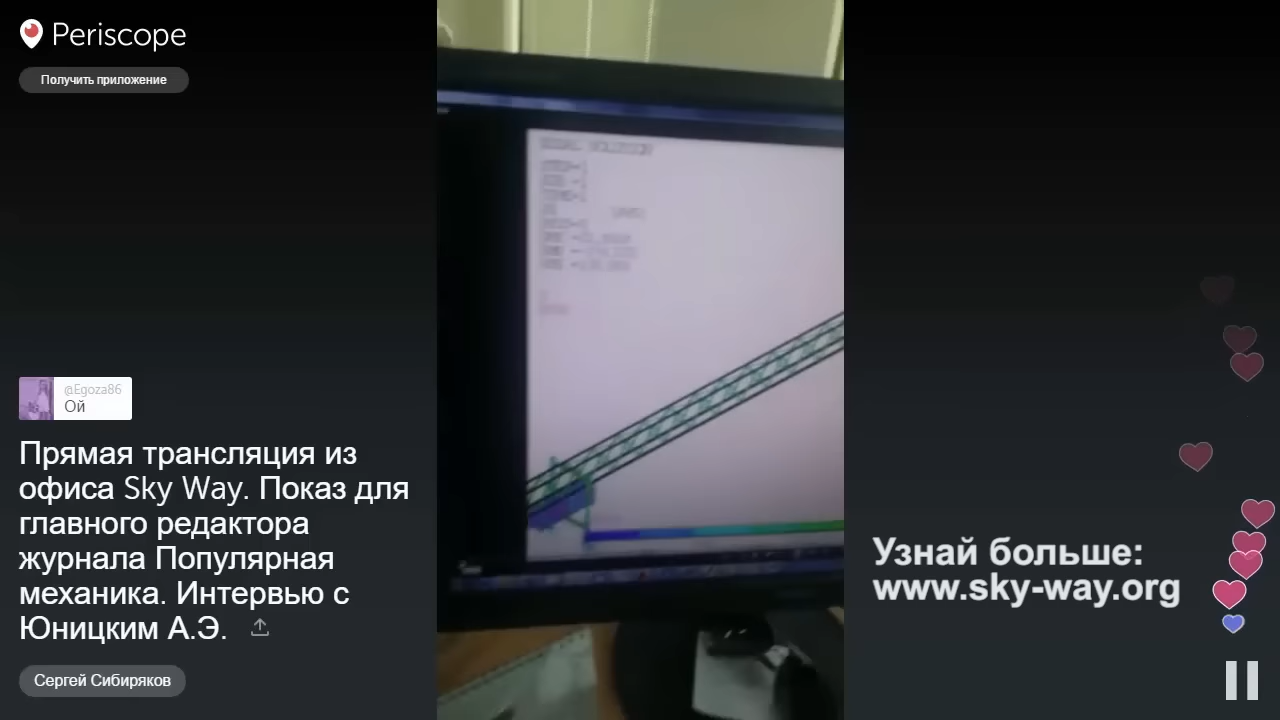 Periscope
Получить приложение
@Egoza86
Ой
Прямая трансляция из
офиса Sky Way. Показ для
главного редактора
журнала Популярная
механика. Интервью с
Юницким А.Э.
Сергей Сибиряков
Узнай больше:
www.sky-way.org